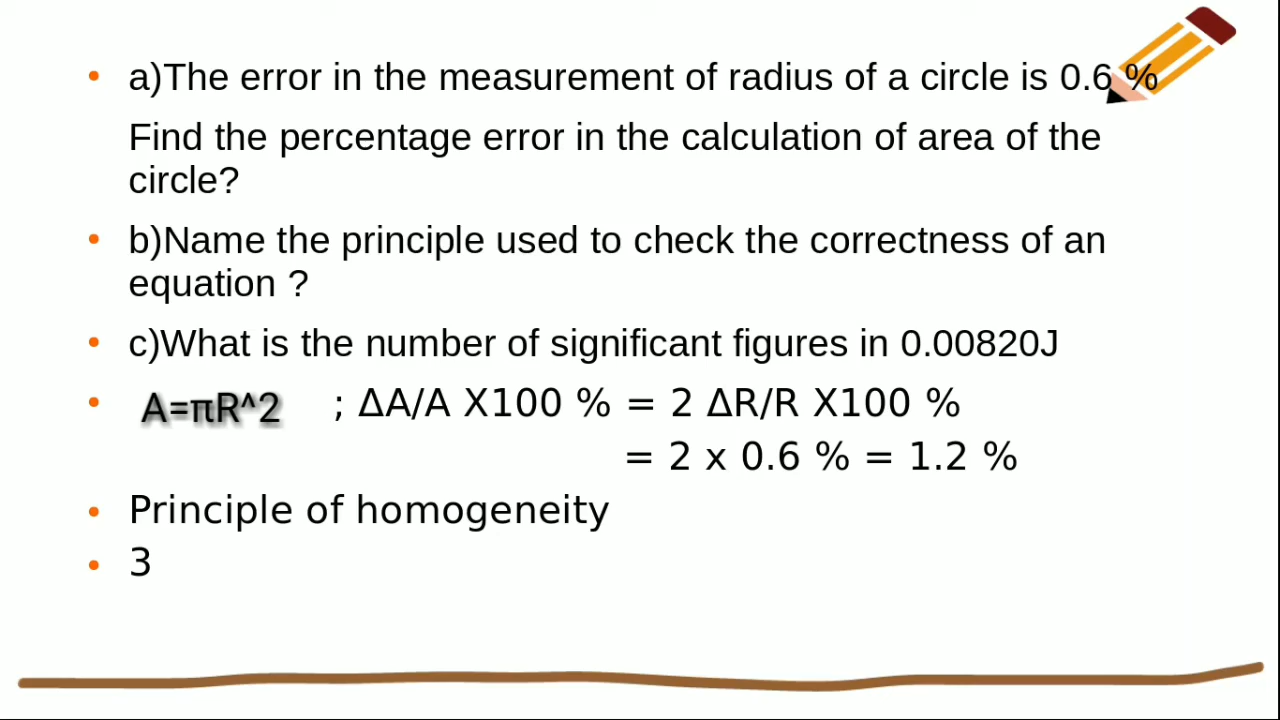 a)The error in the measurement of radius of a circle is 0.6 %
Find the percentage error in the calculation of area of the
circle?
b)Name the principle used to check the correctness of an
equation ?
c)What is the number of significant figures in 0.00820J
A=πR^2 ; ΔA/A X100 % = 2 ΔR/R X100 %
= 2 x 0.6 % = 1.2 %
Principle of homogeneity
3